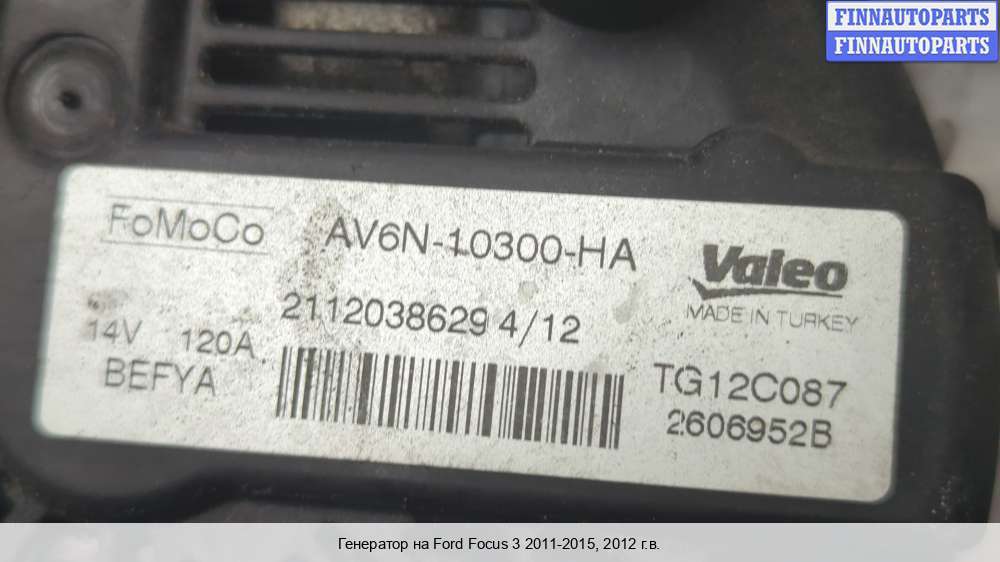 FINNAUTOPARTS
FINNAUTOPARTS
FoMoCo
AV6N-10300-HA
Valeo
MADE IN TURKEY
2112038629 4/12
14V 120A
BEFYA
TG12C087
2606952B
Генератор на Ford Focus 3 2011-2015, 2012 г.в.